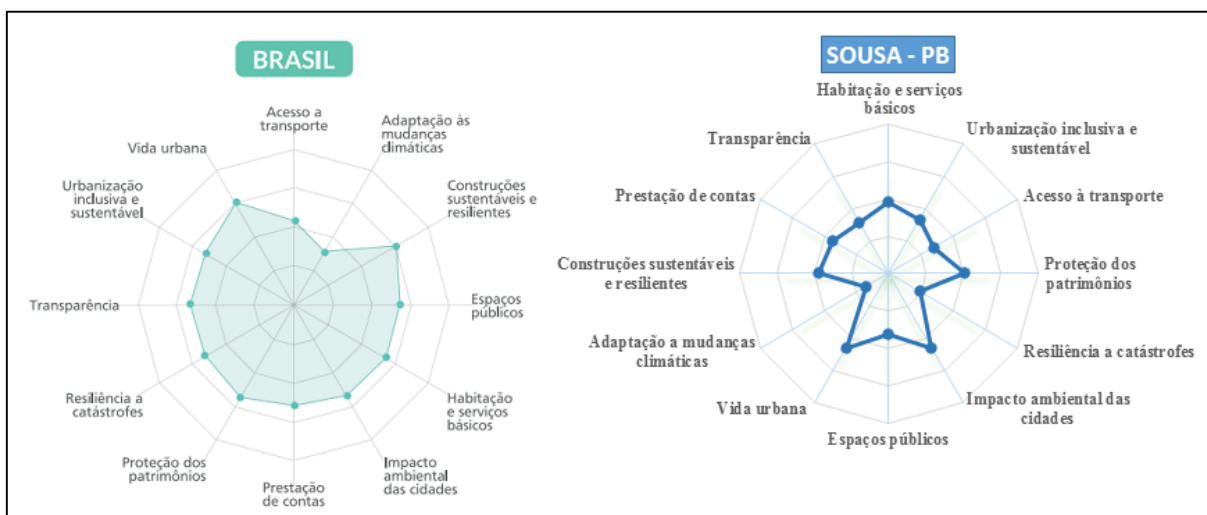 BRASIL
Acesso a
transporte
Adaptação às
mudanças
climáticas
Construções
sustentáveis e
resilientes
Espaços
públicos
Habitação
e serviços
básicos
Impacto
ambiental
das cidades
Prestação
de contas
Proteção dos
patrimônios
Resiliência a
catástrofes
Transparência
Urbanização
inclusiva e
sustentável
Vida urbana
SOUSA - PB
Habitação e serviços
básicos
Urbanização inclusiva e
sustentável
Acesso à transporte
Proteção dos
patrimônios
Resiliência a catástrofes
Impacto ambiental das
cidades
Espaços públicos
Vida urbana
Adaptação a mudanças
climáticas
Construções sustentáveis
e resilientes
Prestação de contas
Transparência